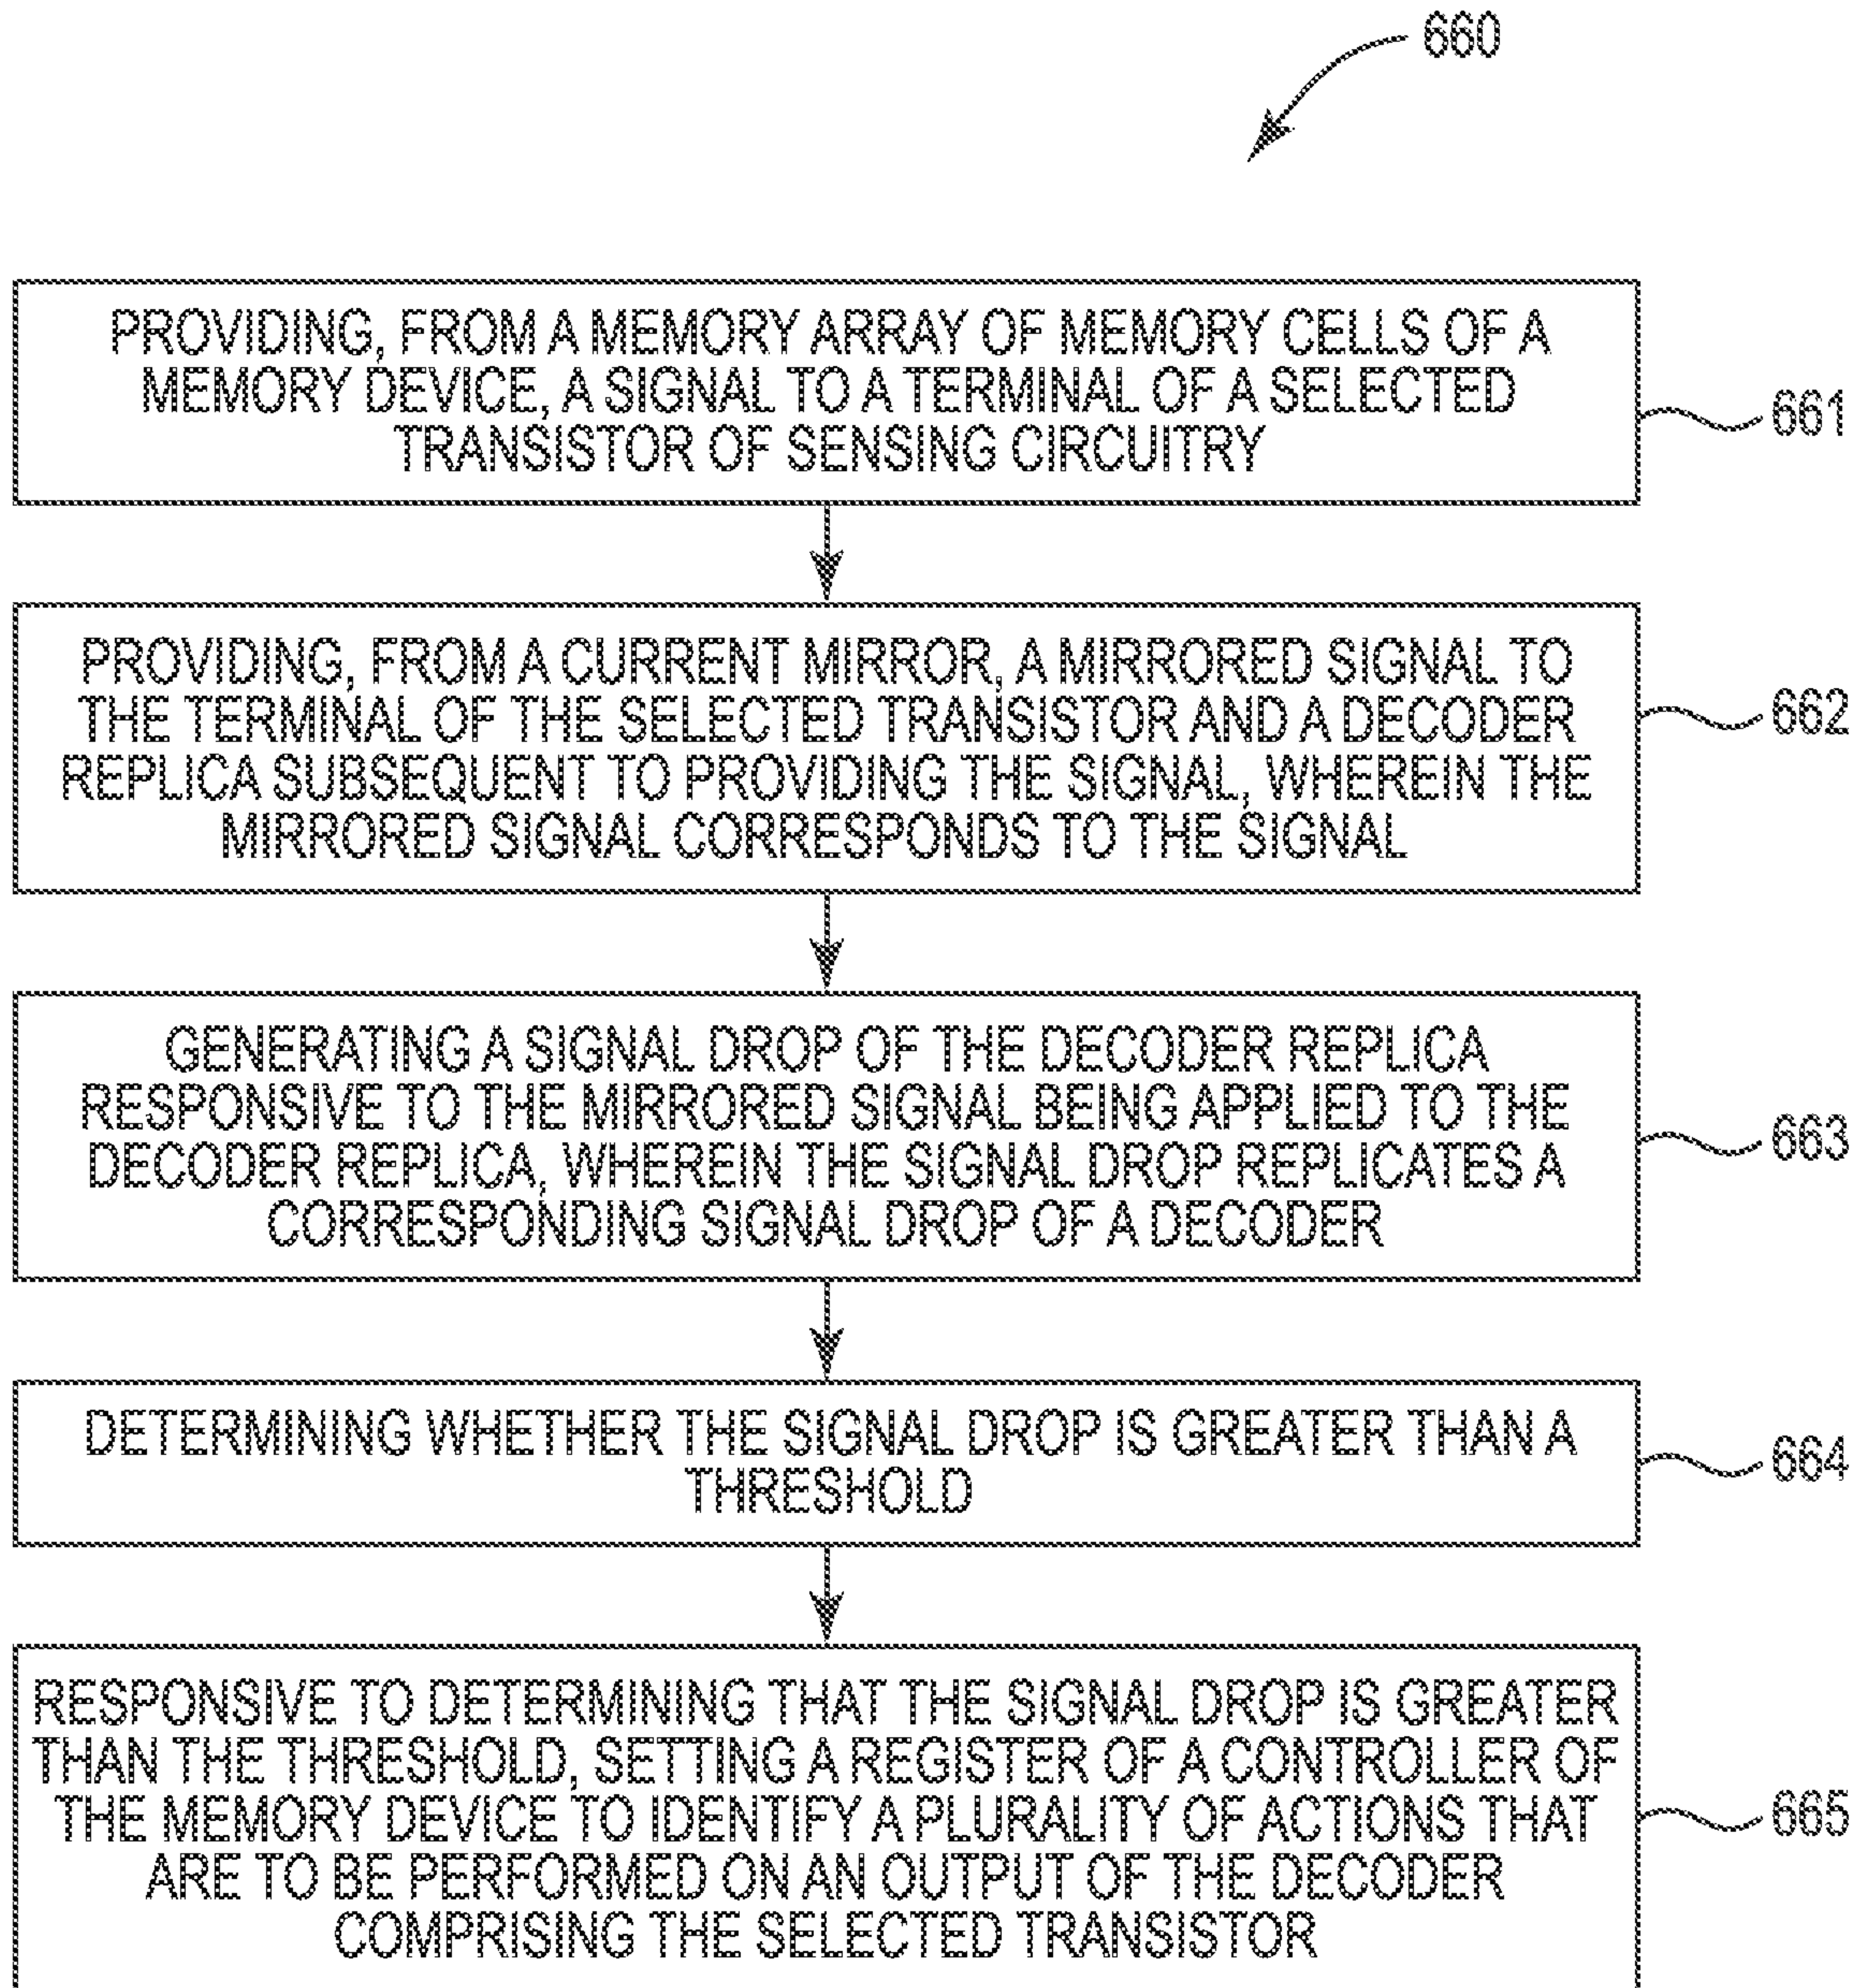 660
PROVIDING, FROM A MEMORY ARRAY OF MEMORY CELLS OF A
MEMORY DEVICE, A SIGNAL TO A TERMINAL OF A SELECTED
TRANSISTOR OF SENSING CIRCUITRY
661
PROVIDING, FROM A CURRENT MIRROR, A MIRRORED SIGNAL TO
THE TERMINAL OF THE SELECTED TRANSISTOR AND A DECODER
REPLICA SUBSEQUENT TO PROVIDING THE SIGNAL, WHEREIN THE
MIRRORED SIGNAL CORRESPONDS TO THE SIGNAL
662
GENERATING A SIGNAL DROP OF THE DECODER REPLICA
RESPONSIVE TO THE MIRRORED SIGNAL BEING APPLIED TO THE
DECODER REPLICA, WHEREIN THE SIGNAL DROP REPLICATES A
CORRESPONDING SIGNAL DROP OF A DECODER
663
DETERMINING WHETHER THE SIGNAL DROP IS GREATER THAN A
THRESHOLD
664
RESPONSIVE TO DETERMINING THAT THE SIGNAL DROP IS GREATER
THAN THE THRESHOLD, SETTING A REGISTER OF A CONTROLLER OF
THE MEMORY DEVICE TO IDENTIFY A PLURALITY OF ACTIONS THAT
ARE TO BE PERFORMED ON AN OUTPUT OF THE DECODER
COMPRISING THE SELECTED TRANSISTOR
665